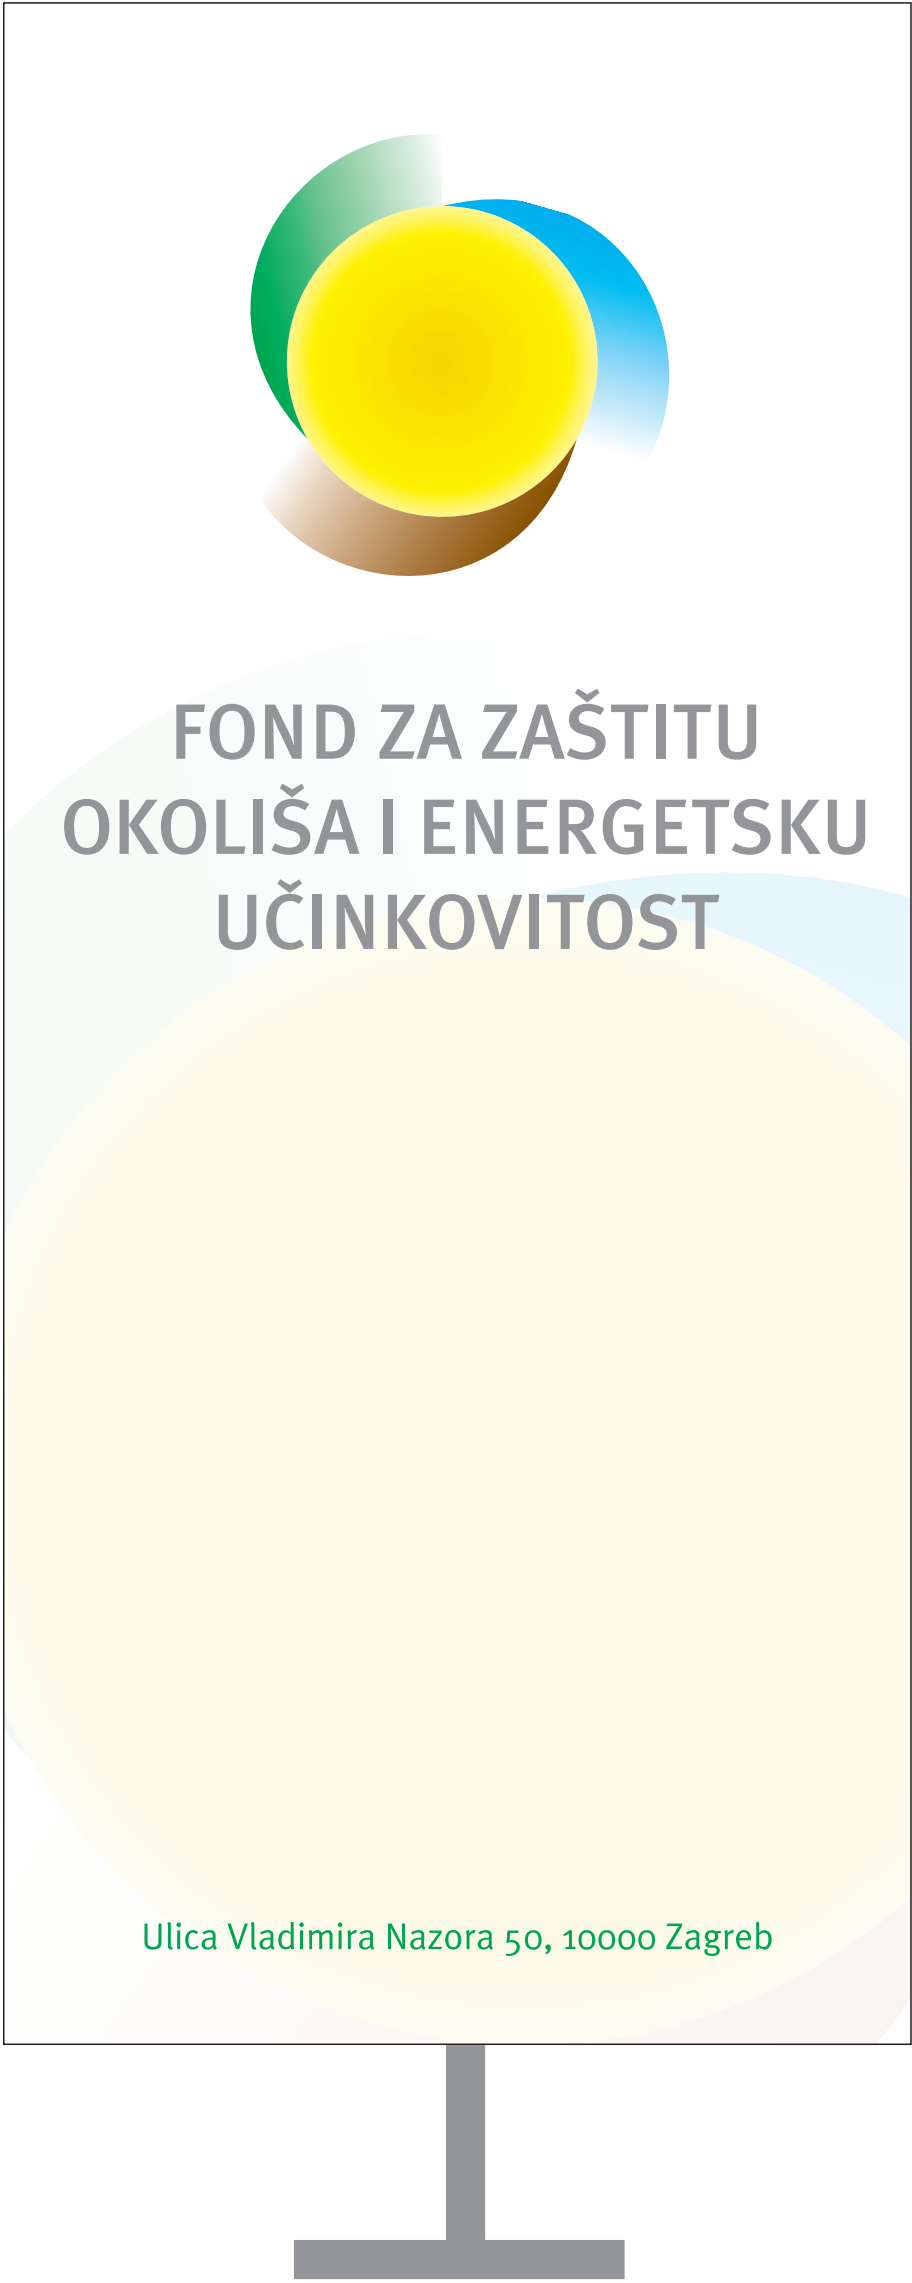 FOND ZA ZAŠTITU
OKOLIŠA I ENERGETSKU
UČINKOVITOST
Ulica Vladimira Nazora 50, 10000 Zagreb